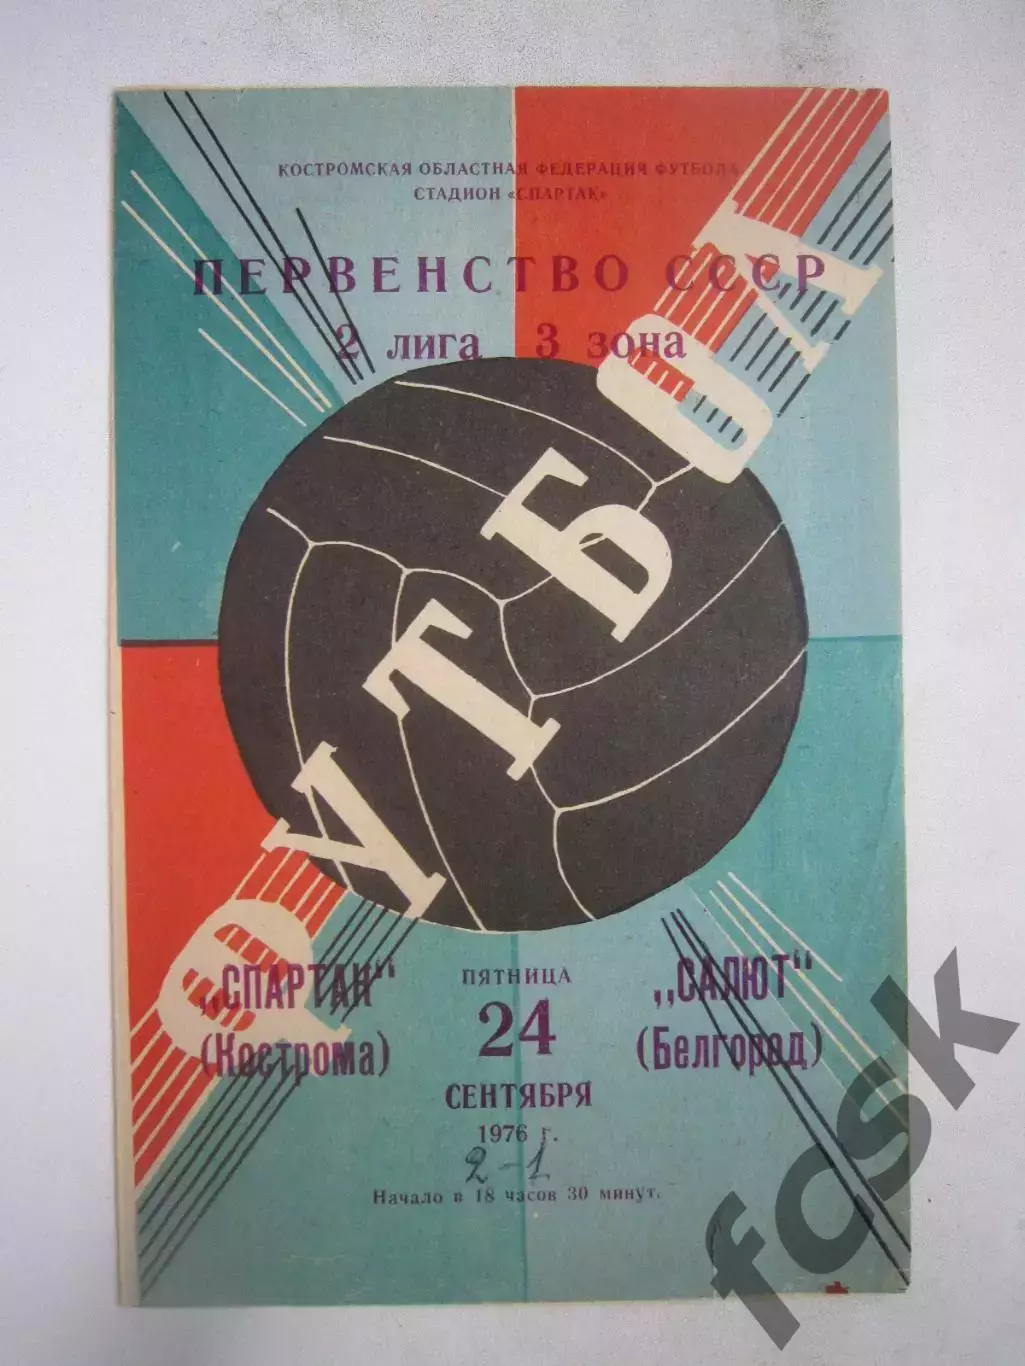 КОСТРОМСКАЯ ОБЛАСТНАЯ ФЕДЕРАЦИЯ ФУТБОЛА
СТАДИОН «СПАРТАК»
ПЕРВЕНСТВО СССР
2 лига 3 зона
ФУТБОЛ
„СПАРТАК“
(Кострома)
ПЯТНИЦА
24
СЕНТЯБРЯ
1976 г.
„САЛЮТ“
(Белгород)
2-1
Начало в 18 часов 30 минут.
fcsk